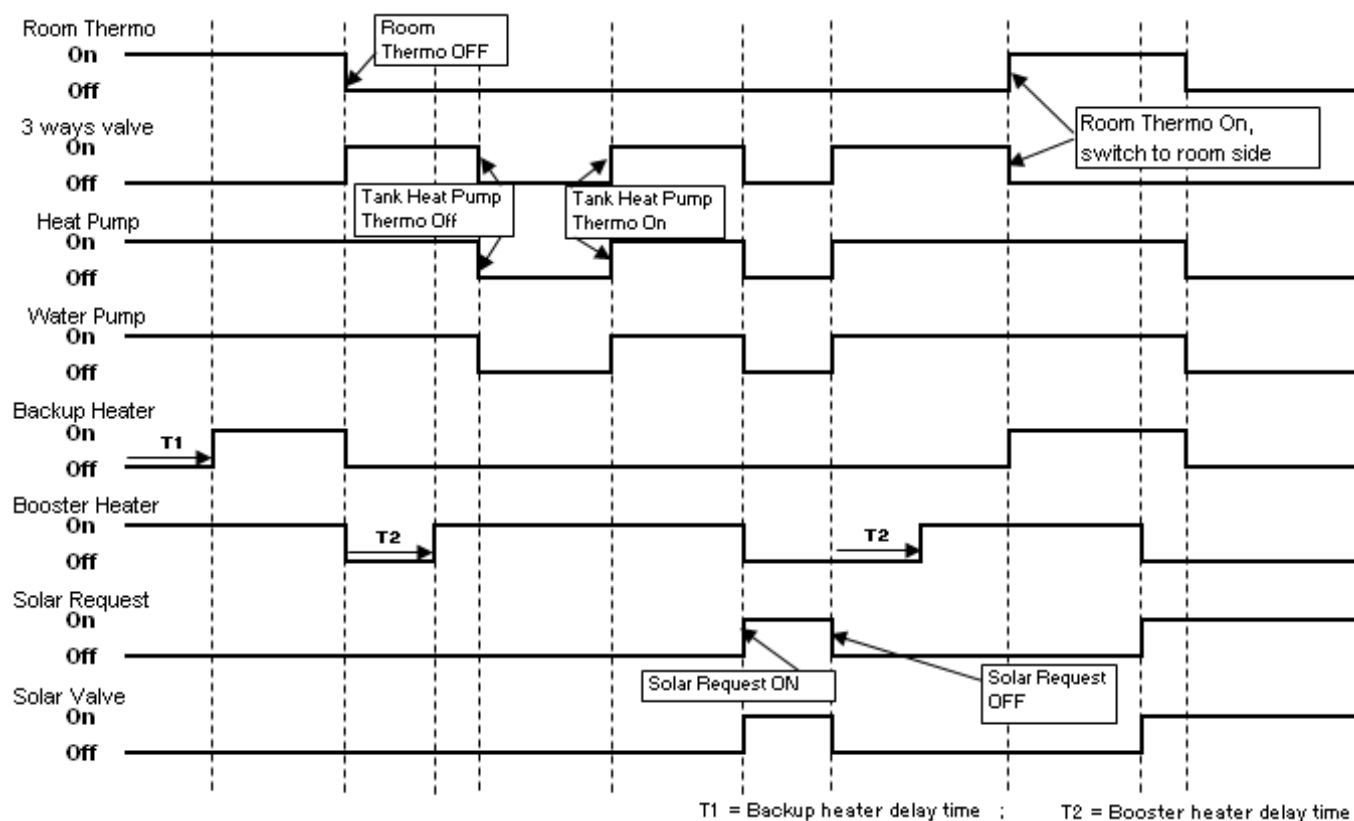 Room Thermo
On
Off
Room
Thermo OFF
3 ways valve
On
Off
Room Thermo On,
switch to room side
Tank Heat Pump
Thermo Off
Tank Heat Pump
Thermo On
Heat Pump
On
Off
Water Pump
On
Off
Backup Heater
On
T1
Off
Booster Heater
On
T2
T2
Off
Solar Request
On
Off
Solar Request ON
Solar Request
OFF
Solar Valve
On
Off
T1 = Backup heater delay time ; T2 = Booster heater delay time